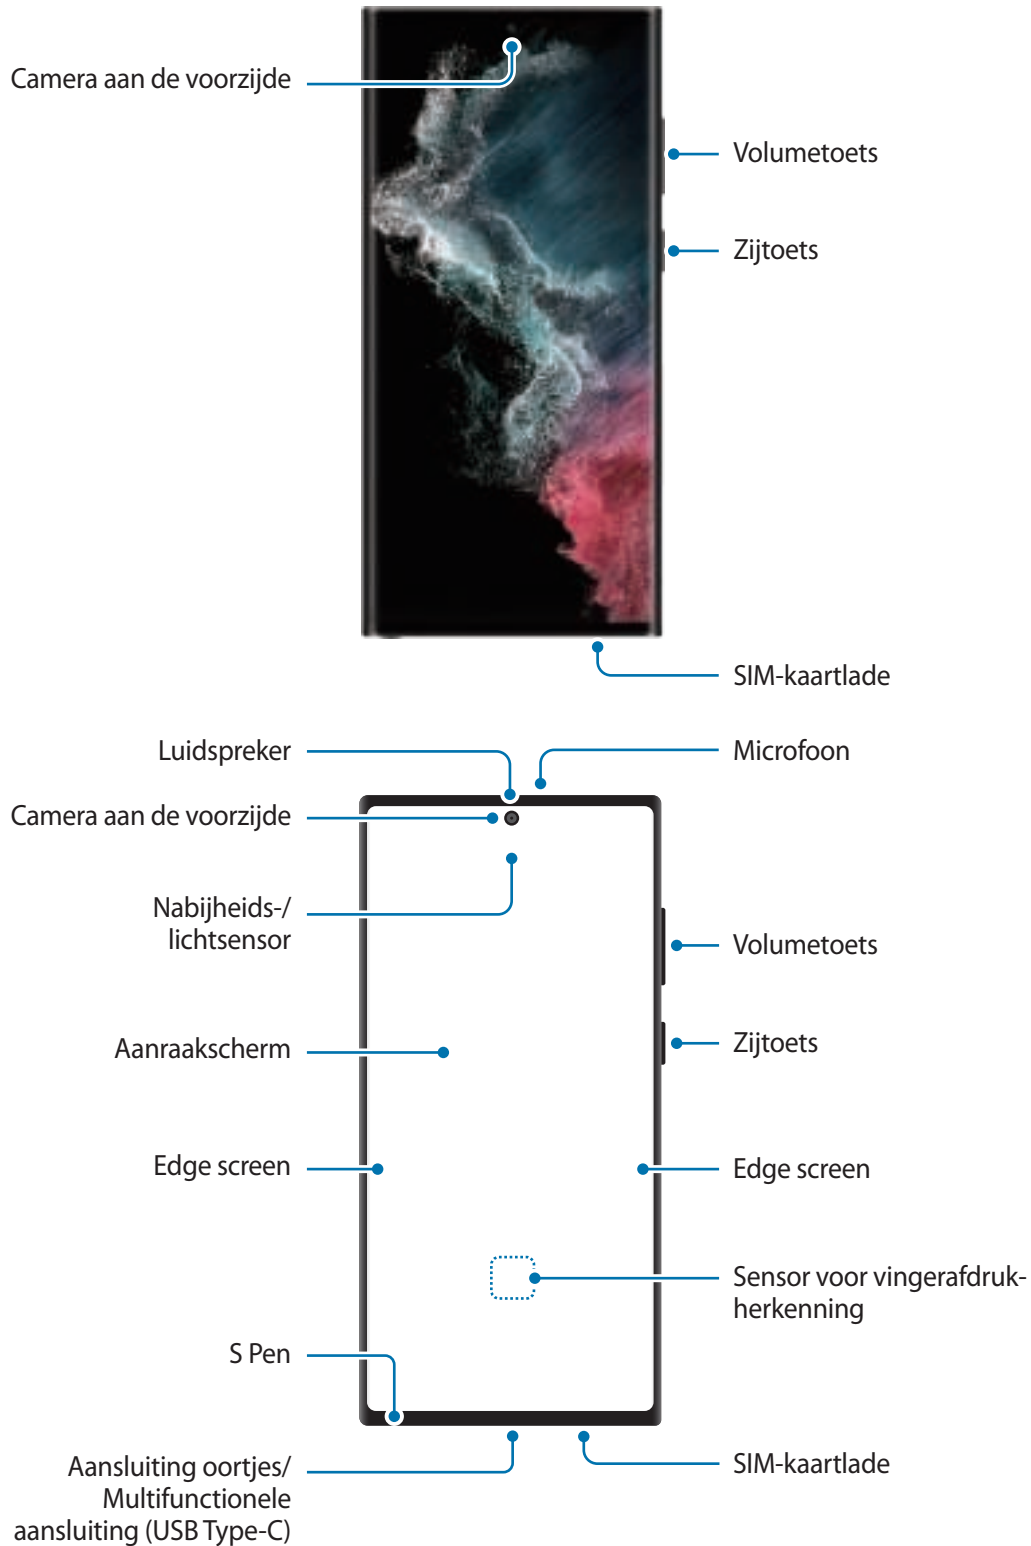 Camera aan de voorzijde
Volumetoets
Zijtoets
SIM-kaartlade
Luidspreker
Microfoon
Camera aan de voorzijde
Nabijheids-/
lichtsensor
Volumetoets
Aanraakscherm
Zijtoets
Edge screen
Edge screen
Sensor voor vingerafdruk-
herkenning
S Pen
Aansluiting oortjes/
Multifunctionele
aansluiting (USB Type-C)
SIM-kaartlade